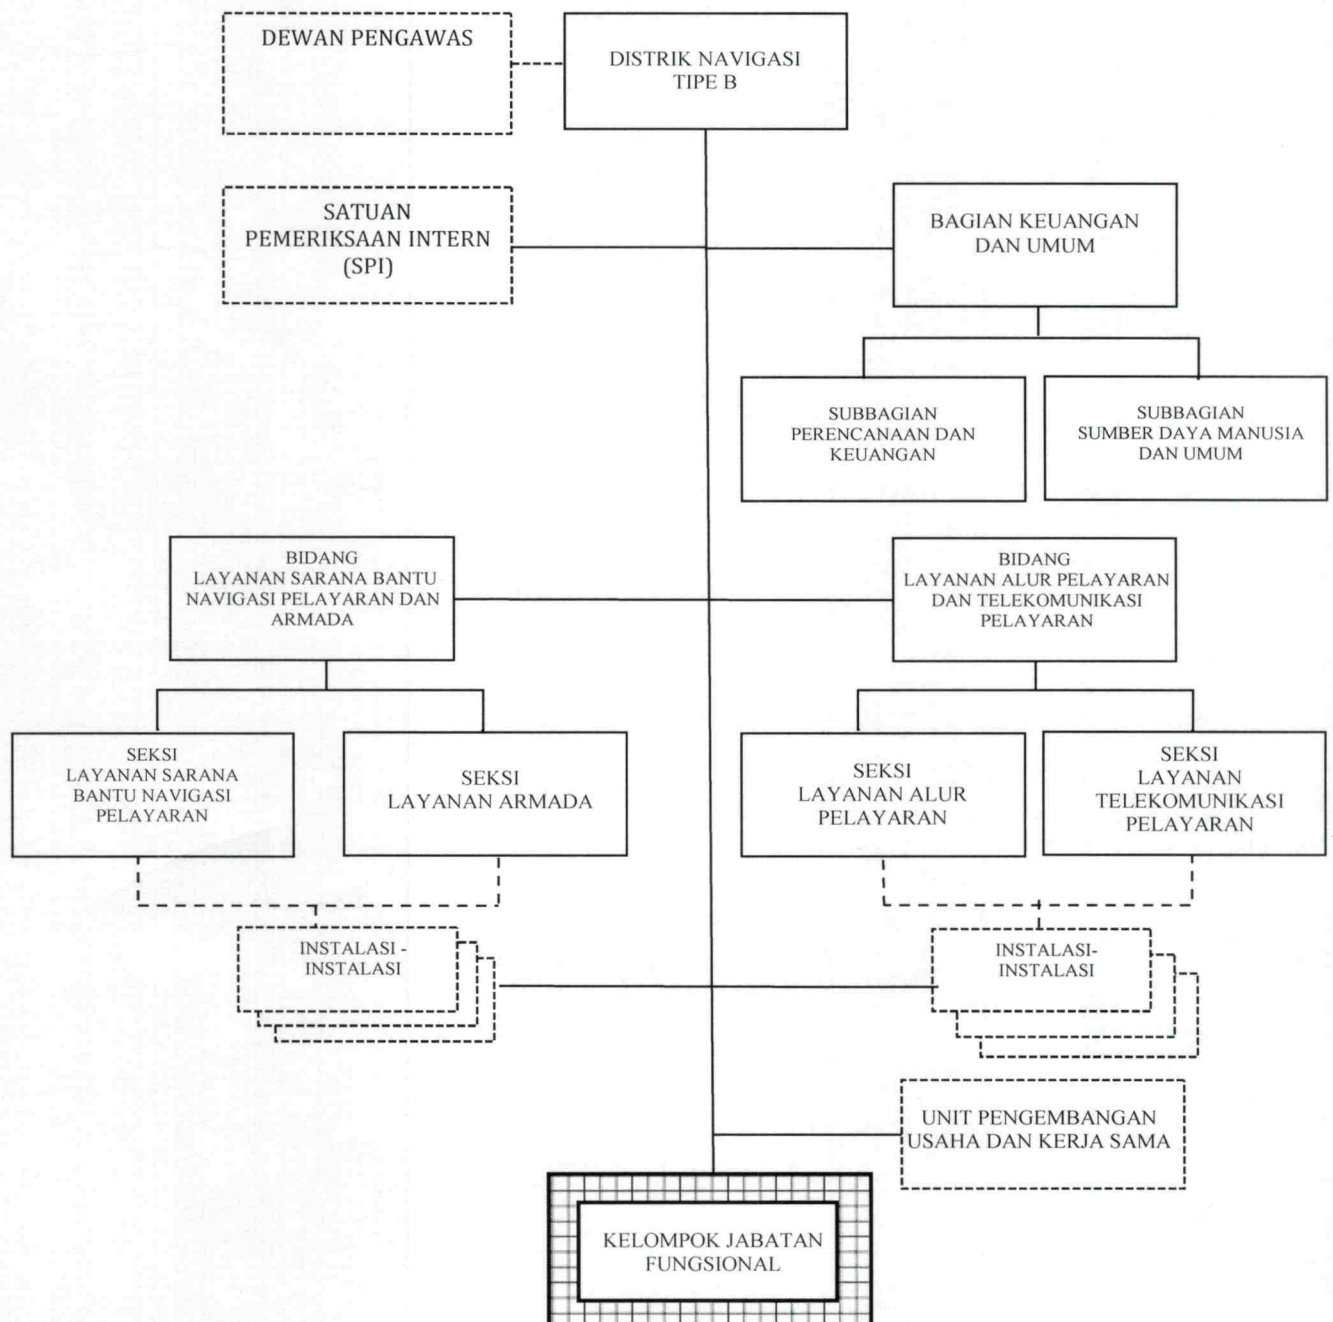 DEWAN PENGAWAS
DISTRIK NAVIGASI
TIPE B
SATUAN
PEMERIKSAAN INTERN
(SPI)
BAGIAN KEUANGAN
DAN UMUM
SUBBAGIAN
PERENCANAAN DAN
KEUANGAN
SUBBAGIAN
SUMBER DAYA MANUSIA
DAN UMUM
BIDANG
LAYANAN SARANA BANTU
NAVIGASI PELAYARAN DAN
ARMADA
BIDANG
LAYANAN ALUR PELAYARAN
DAN TELEKOMUNIKASI
PELAYARAN
SEKSI
LAYANAN SARANA
BANTU NAVIGASI
PELAYARAN
SEKSI
LAYANAN ARMADA
SEKSI
LAYANAN ALUR
PELAYARAN
SEKSI
LAYANAN
TELEKOMUNIKASI
PELAYARAN
INSTALASI -
INSTALASI
INSTALASI-
INSTALASI
UNIT PENGEMBANGAN
USAHA DAN KERJA SAMA
KELOMPOK JABATAN
FUNGSIONAL